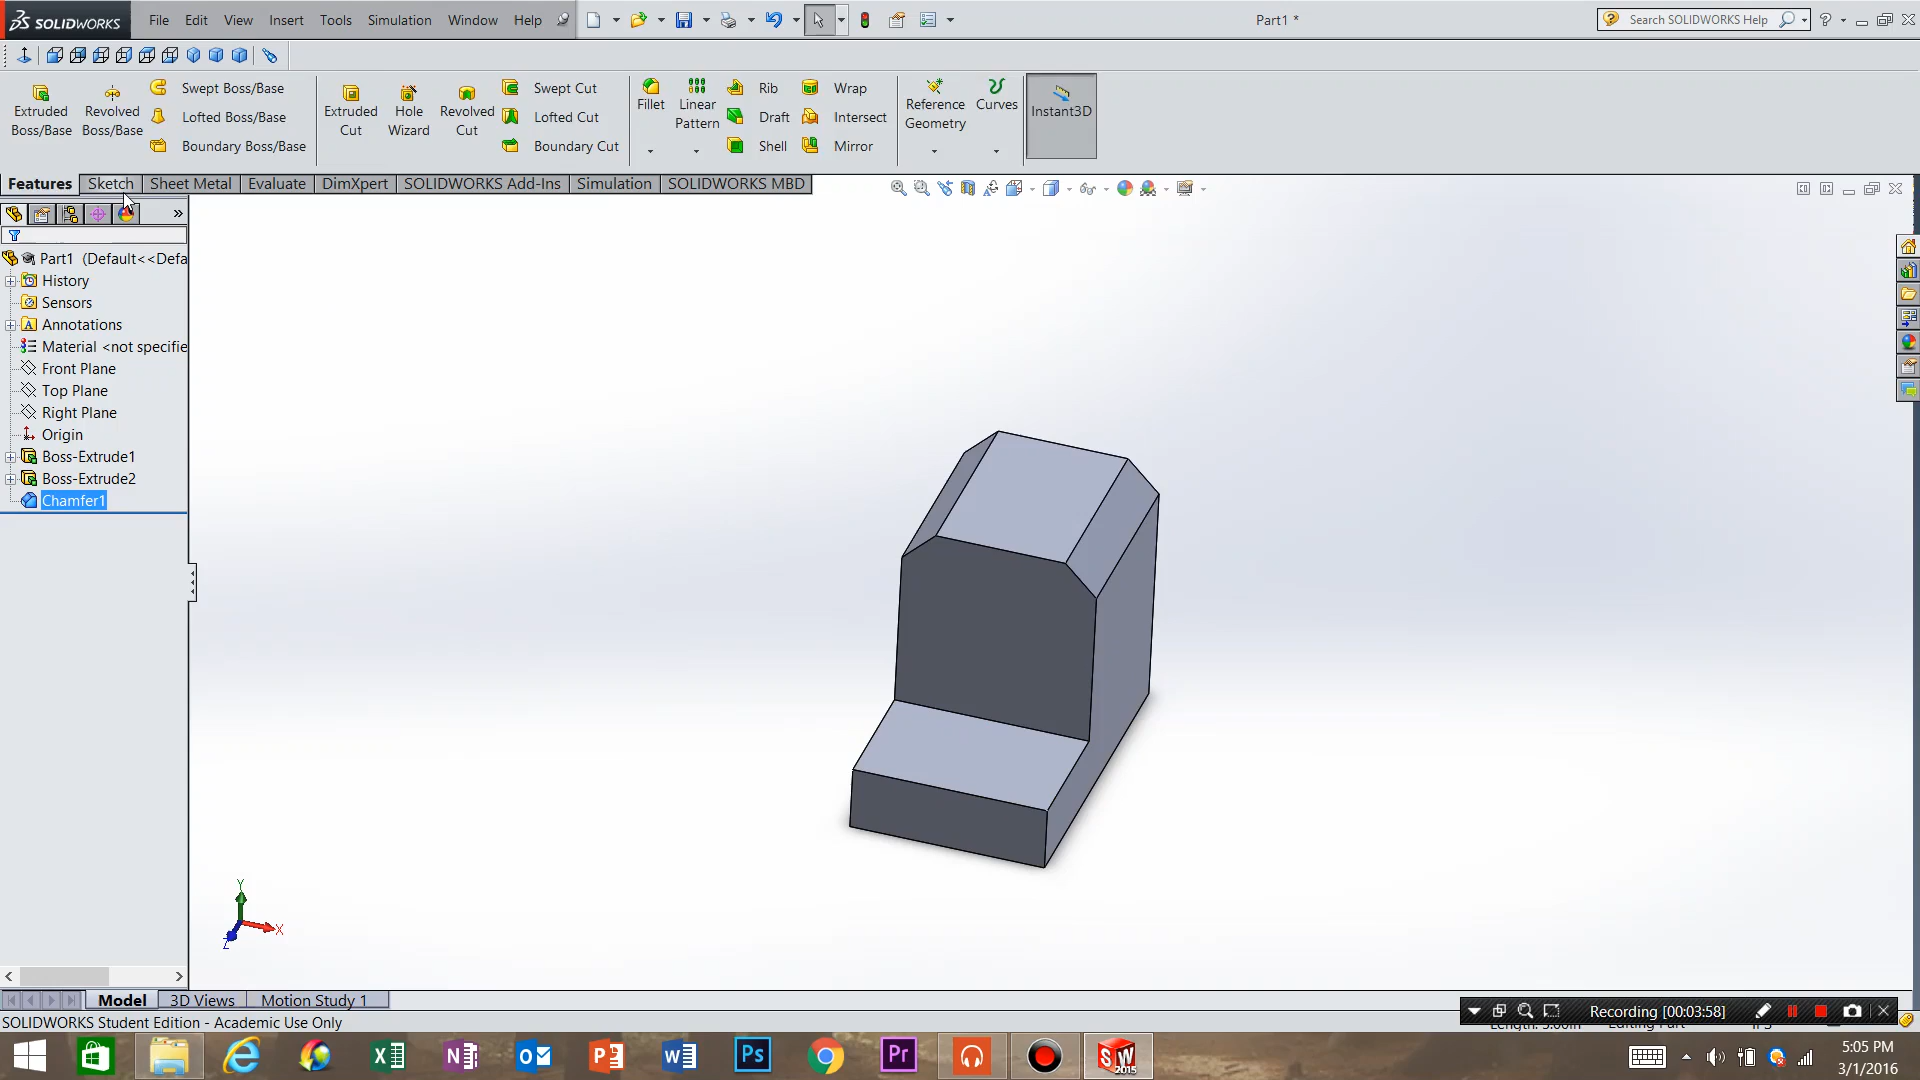 SOLIDWORKS File Edit View Insert Tools Simulation Window Help Part1 * Search SOLIDWORKS Help
Extruded Boss/Base Revolved Boss/Base Swept Boss/Base Lofted Boss/Base Boundary Boss/Base
Extruded Cut Hole Wizard Revolved Cut Swept Cut Lofted Cut Boundary Cut
Fillet Linear Pattern Rib Draft Shell Wrap Intersect Mirror
Reference Geometry Curves Instant3D
Features Sketch Sheet Metal Evaluate DimXpert SOLIDWORKS Add-Ins Simulation SOLIDWORKS MBD
Part1 (Default<<Defa
History
Sensors
Annotations
Material <not specifie
Front Plane
Top Plane
Right Plane
Origin
Boss-Extrude1
Boss-Extrude2
Chamfer1
Y
X
Z
Model 3D Views Motion Study 1
Recording [00:03:58]
SOLIDWORKS Student Edition - Academic Use Only
5:05 PM
3/1/2016